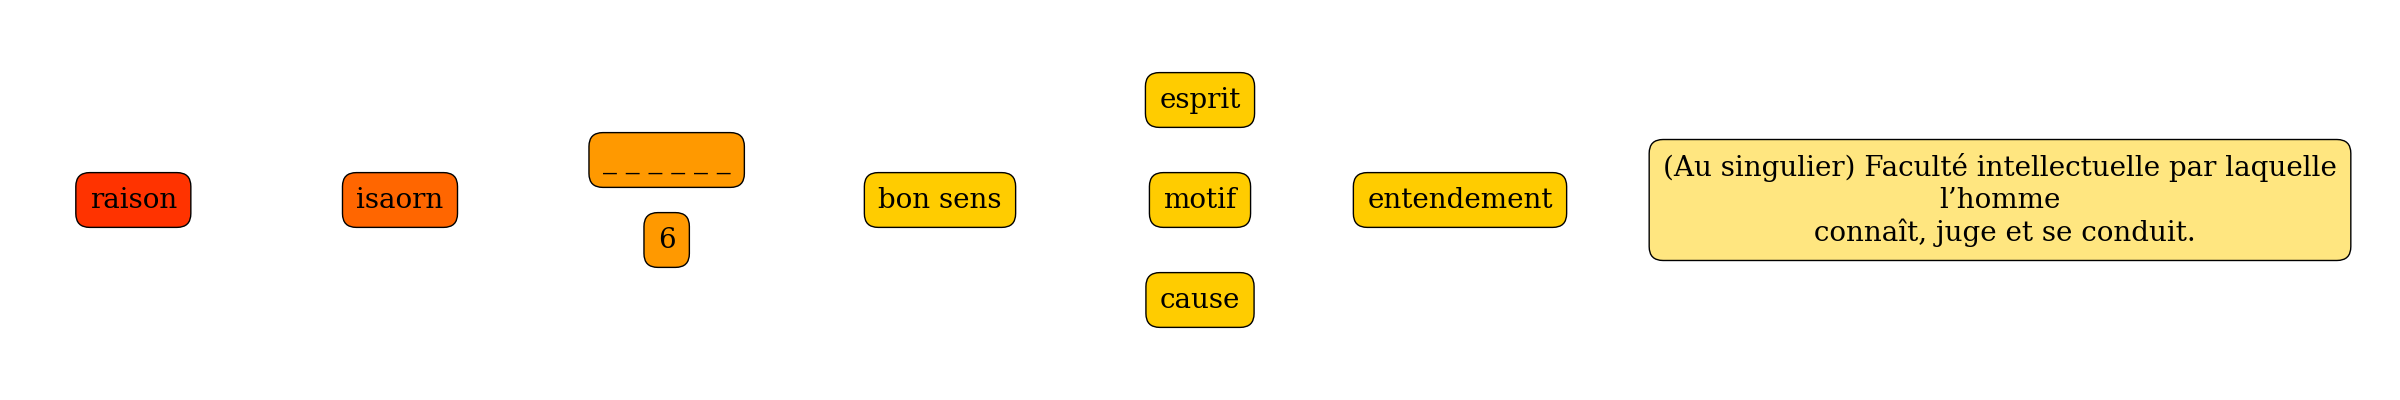 raison
isaorn
_ _ _ _ _ _
6
bon sens
esprit
motif
cause
entendement
(Au singulier) Faculté intellectuelle par laquelle
l’homme
connaît, juge et se conduit.